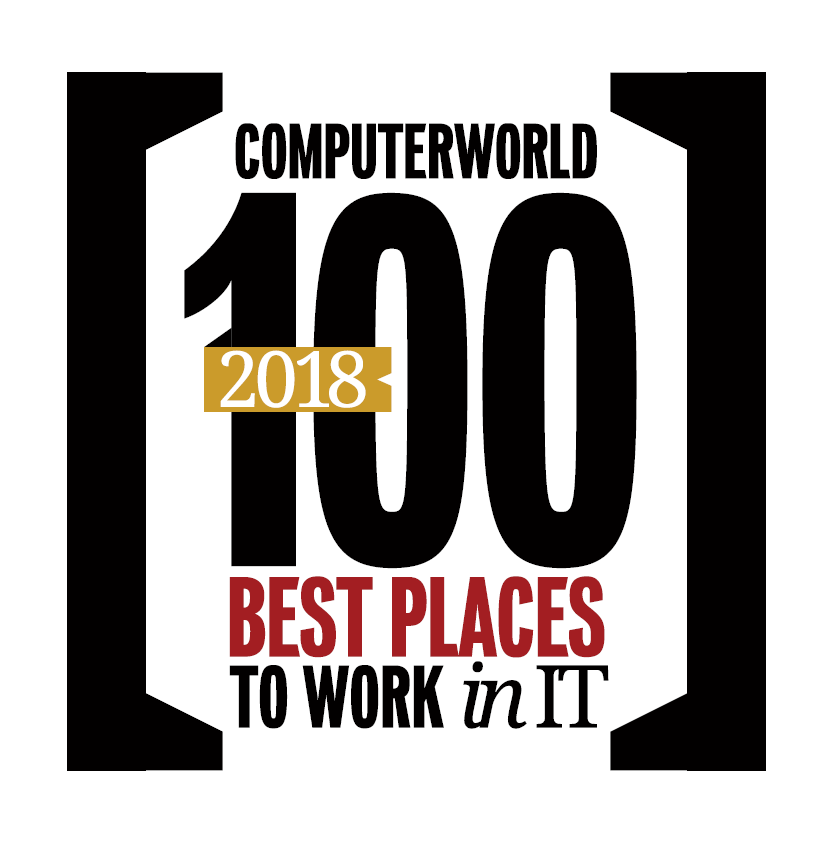 COMPUTERWORLD
100
2018
BEST PLACES
TO WORK in IT